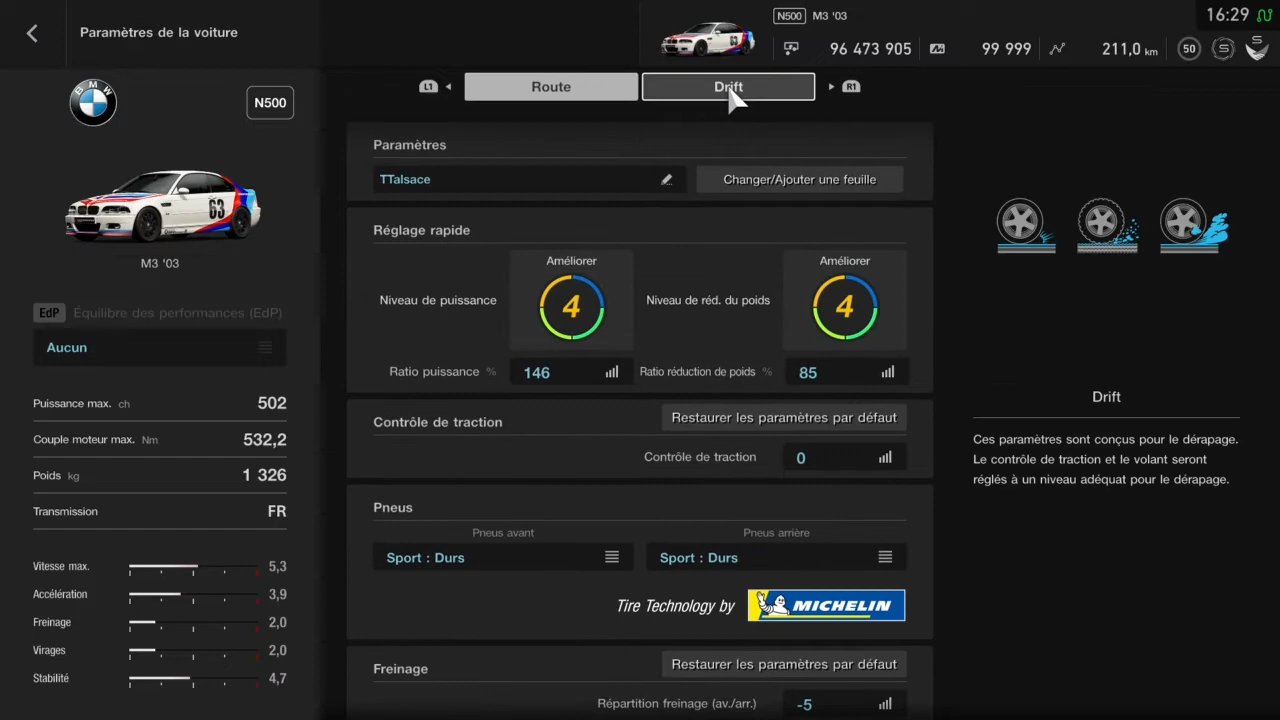 Paramètres de la voiture
N500 M3 '03
16:29
96 473 905
99 999
211,0 km
50
S
S
BMW
N500
63
M3 '03
EdP Équilibre des performances (EdP)
Aucun
Puissance max. ch 502
Couple moteur max. Nm 532,2
Poids kg 1 326
Transmission FR
Vitesse max. 5,3
Accélération 3,9
Freinage 2,0
Virages 2,0
Stabilité 4,7
L1 Route Drift R1
Paramètres
TTalsace Changer/Ajouter une feuille
Réglage rapide
Améliorer Améliorer
Niveau de puissance 4 Niveau de réd. du poids 4
Ratio puissance % 146 Ratio réduction de poids % 85
Contrôle de traction Restaurer les paramètres par défaut
Contrôle de traction 0
Pneus
Pneus avant Pneus arrière
Sport : Durs Sport : Durs
Tire Technology by MICHELIN
Freinage Restaurer les paramètres par défaut
Répartition freinage (av./arr.) -5
Drift
Ces paramètres sont conçus pour le dérapage.
Le contrôle de traction et le volant seront
réglés à un niveau adéquat pour le dérapage.